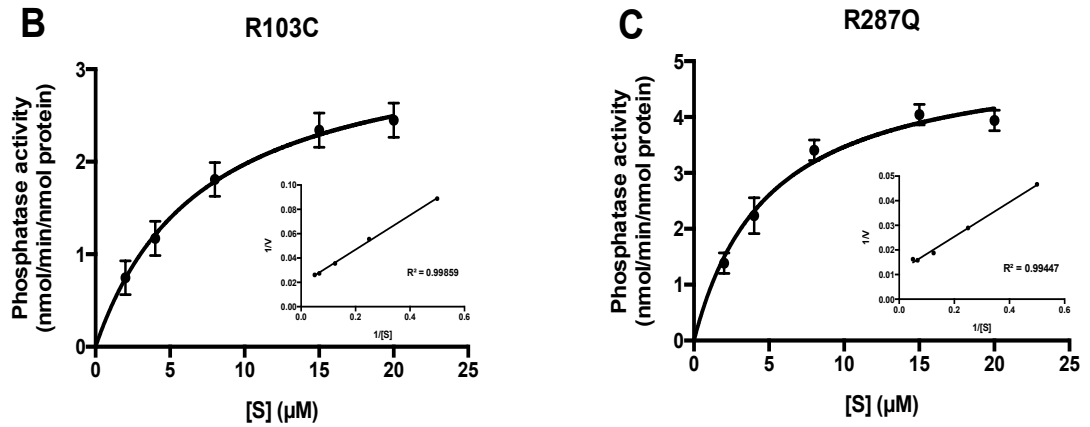 B
R103C
Phosphatase activity
(nmol/min/nmol protein)
3
2
1
0
0
5
10
15
20
25
[S] (µM)
0.10
0.08
0.06
0.04
0.02
0.00
0.0
0.2
0.4
0.6
1/V
1/[S]
R² = 0.99859
C
R287Q
Phosphatase activity
(nmol/min/nmol protein)
5
4
3
2
1
0
0
5
10
15
20
25
[S] (µM)
0.05
0.04
0.03
0.02
0.01
0.00
0.0
0.2
0.4
0.6
1/V
1/[S]
R² = 0.99447